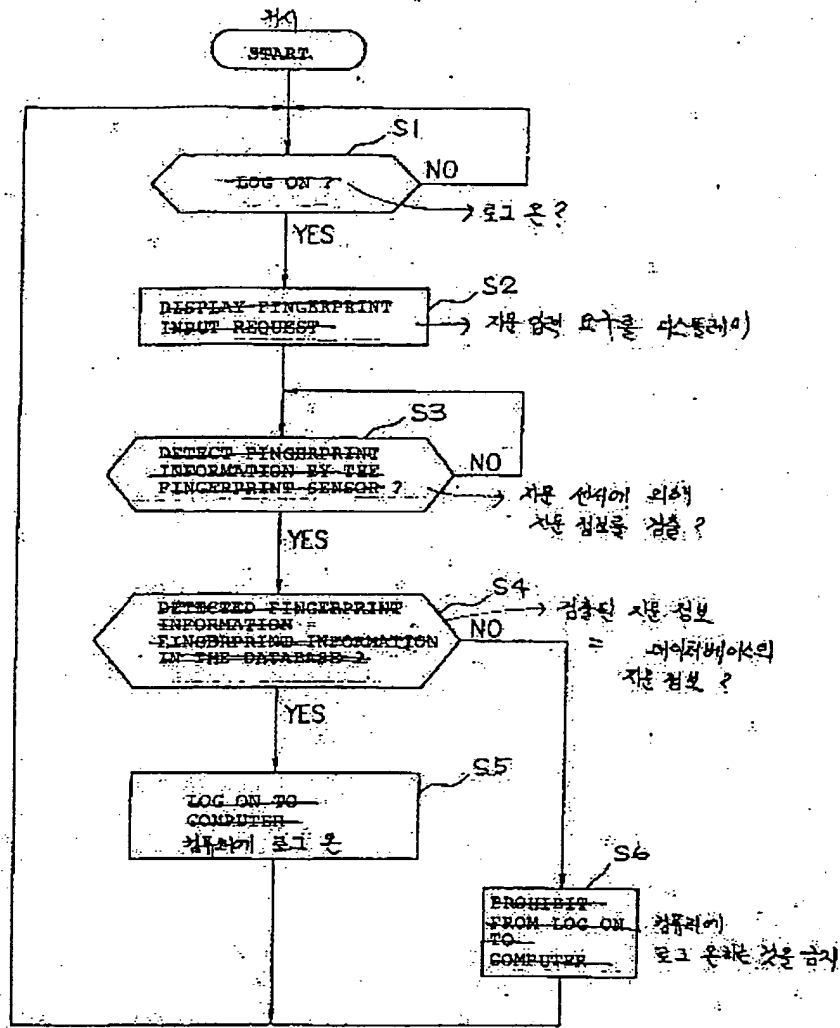 개시
START
S1
LOG ON ?
NO
로그 온?
YES
S2
DISPLAY FINGERPRINT
INPUT REQUEST
지문 입력 요구를 디스플레이
S3
DETECT FINGERPRINT
INFORMATION BY THE
FINGERPRINT SENSOR ?
NO
지문 센서에 의해
지문 정보를 검출 ?
YES
S4
DETECTED FINGERPRINT
INFORMATION =
FINGERPRINT INFORMATION
IN THE DATABASE ?
NO
검출된 지문 정보
=
데이터베이스의
지문 정보 ?
YES
S5
LOG ON TO
COMPUTER
컴퓨터에 로그 온
S6
PROHIBIT
FROM LOG ON
TO
COMPUTER
컴퓨터에
로그 온하는 것을 금지